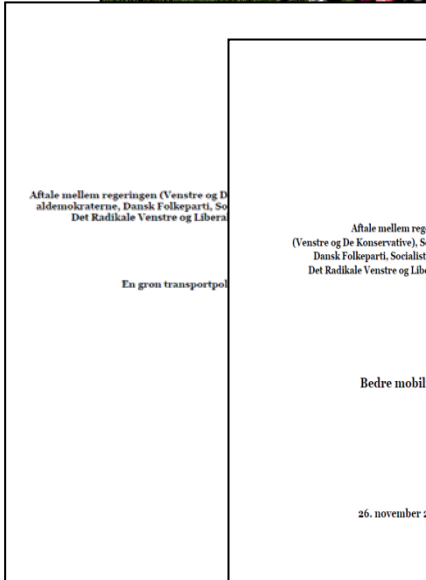 Aftale mellem regeringen (Venstre og D
aldemokraterne, Dansk Folkeparti, So
Det Radikale Venstre og Libera
En grøn transportpol
Aftale mellem reg
(Venstre og De Konservative), S
Dansk Folkeparti, Socialist
Det Radikale Venstre og Libe
Bedre mobil
26. november 2